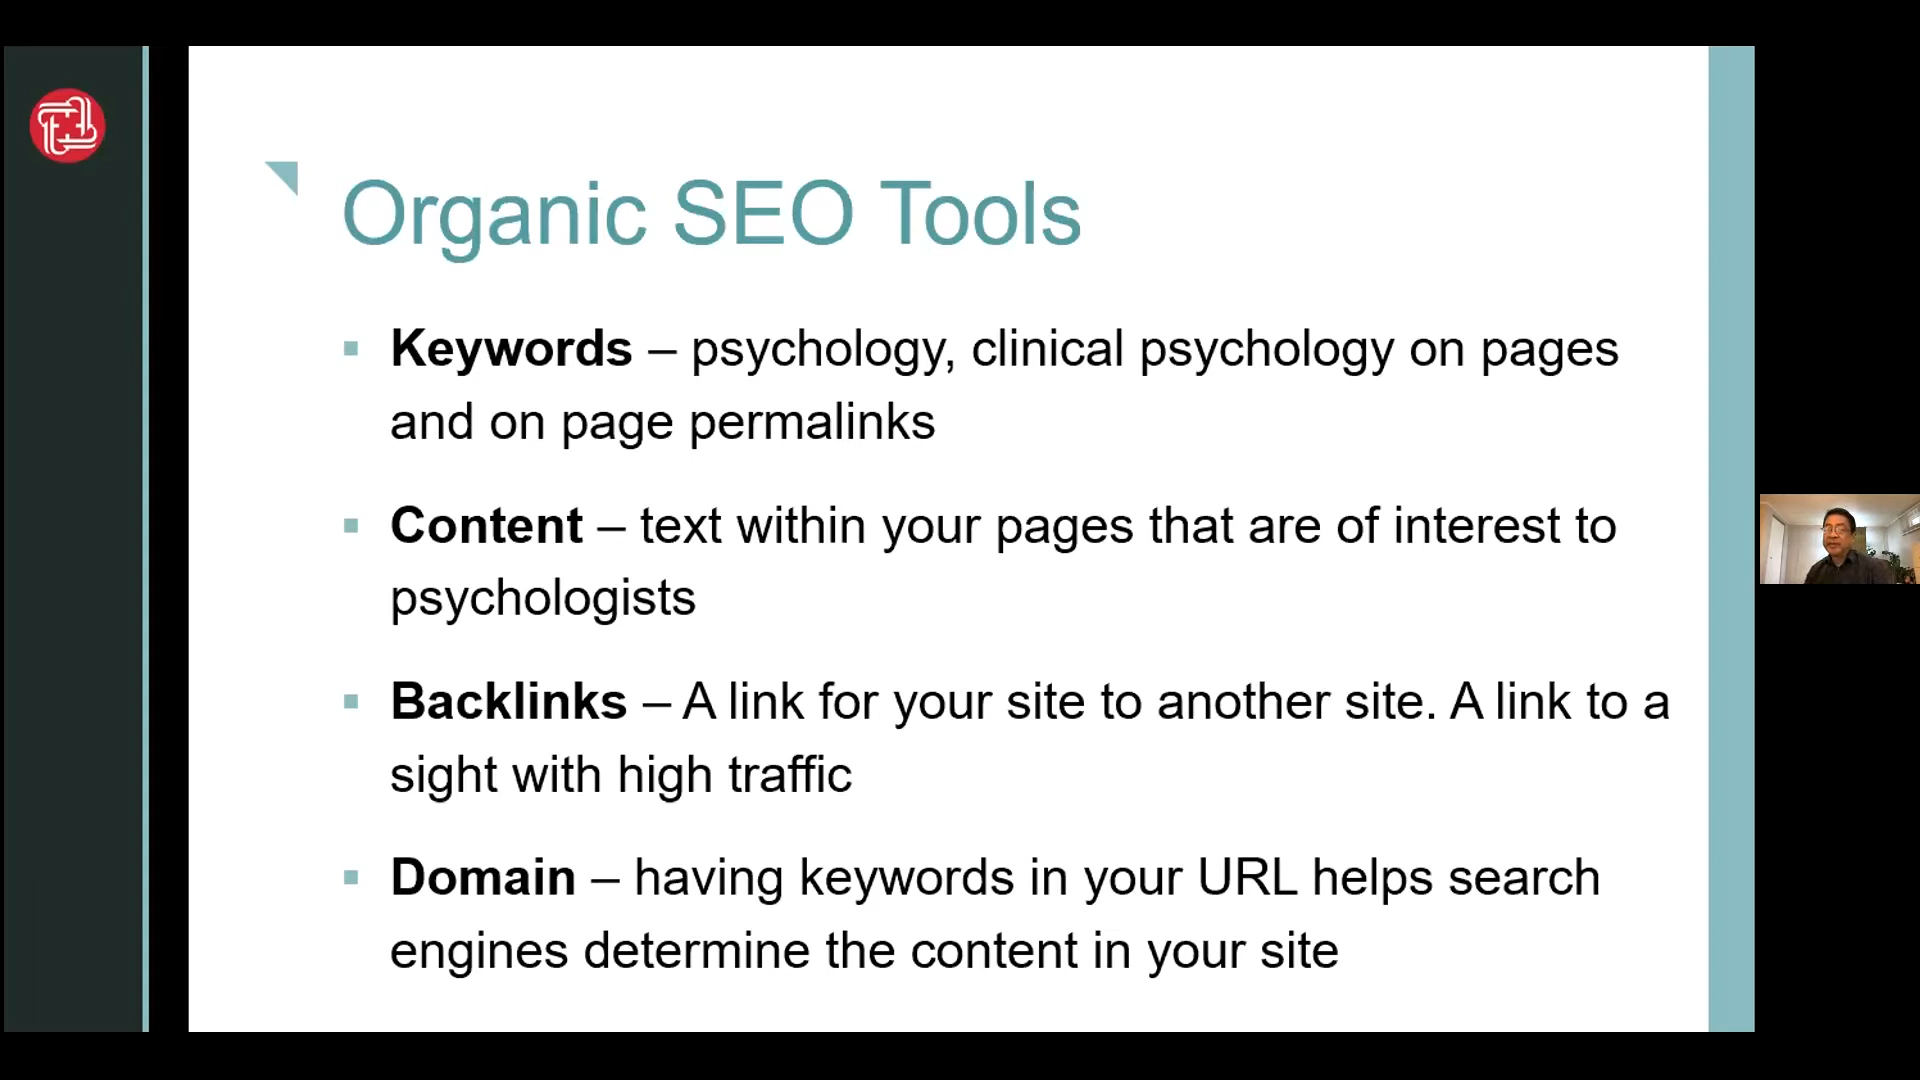 Organic SEO Tools
Keywords – psychology, clinical psychology on pages
and on page permalinks
Content – text within your pages that are of interest to
psychologists
Backlinks – A link for your site to another site. A link to a
sight with high traffic
Domain – having keywords in your URL helps search
engines determine the content in your site